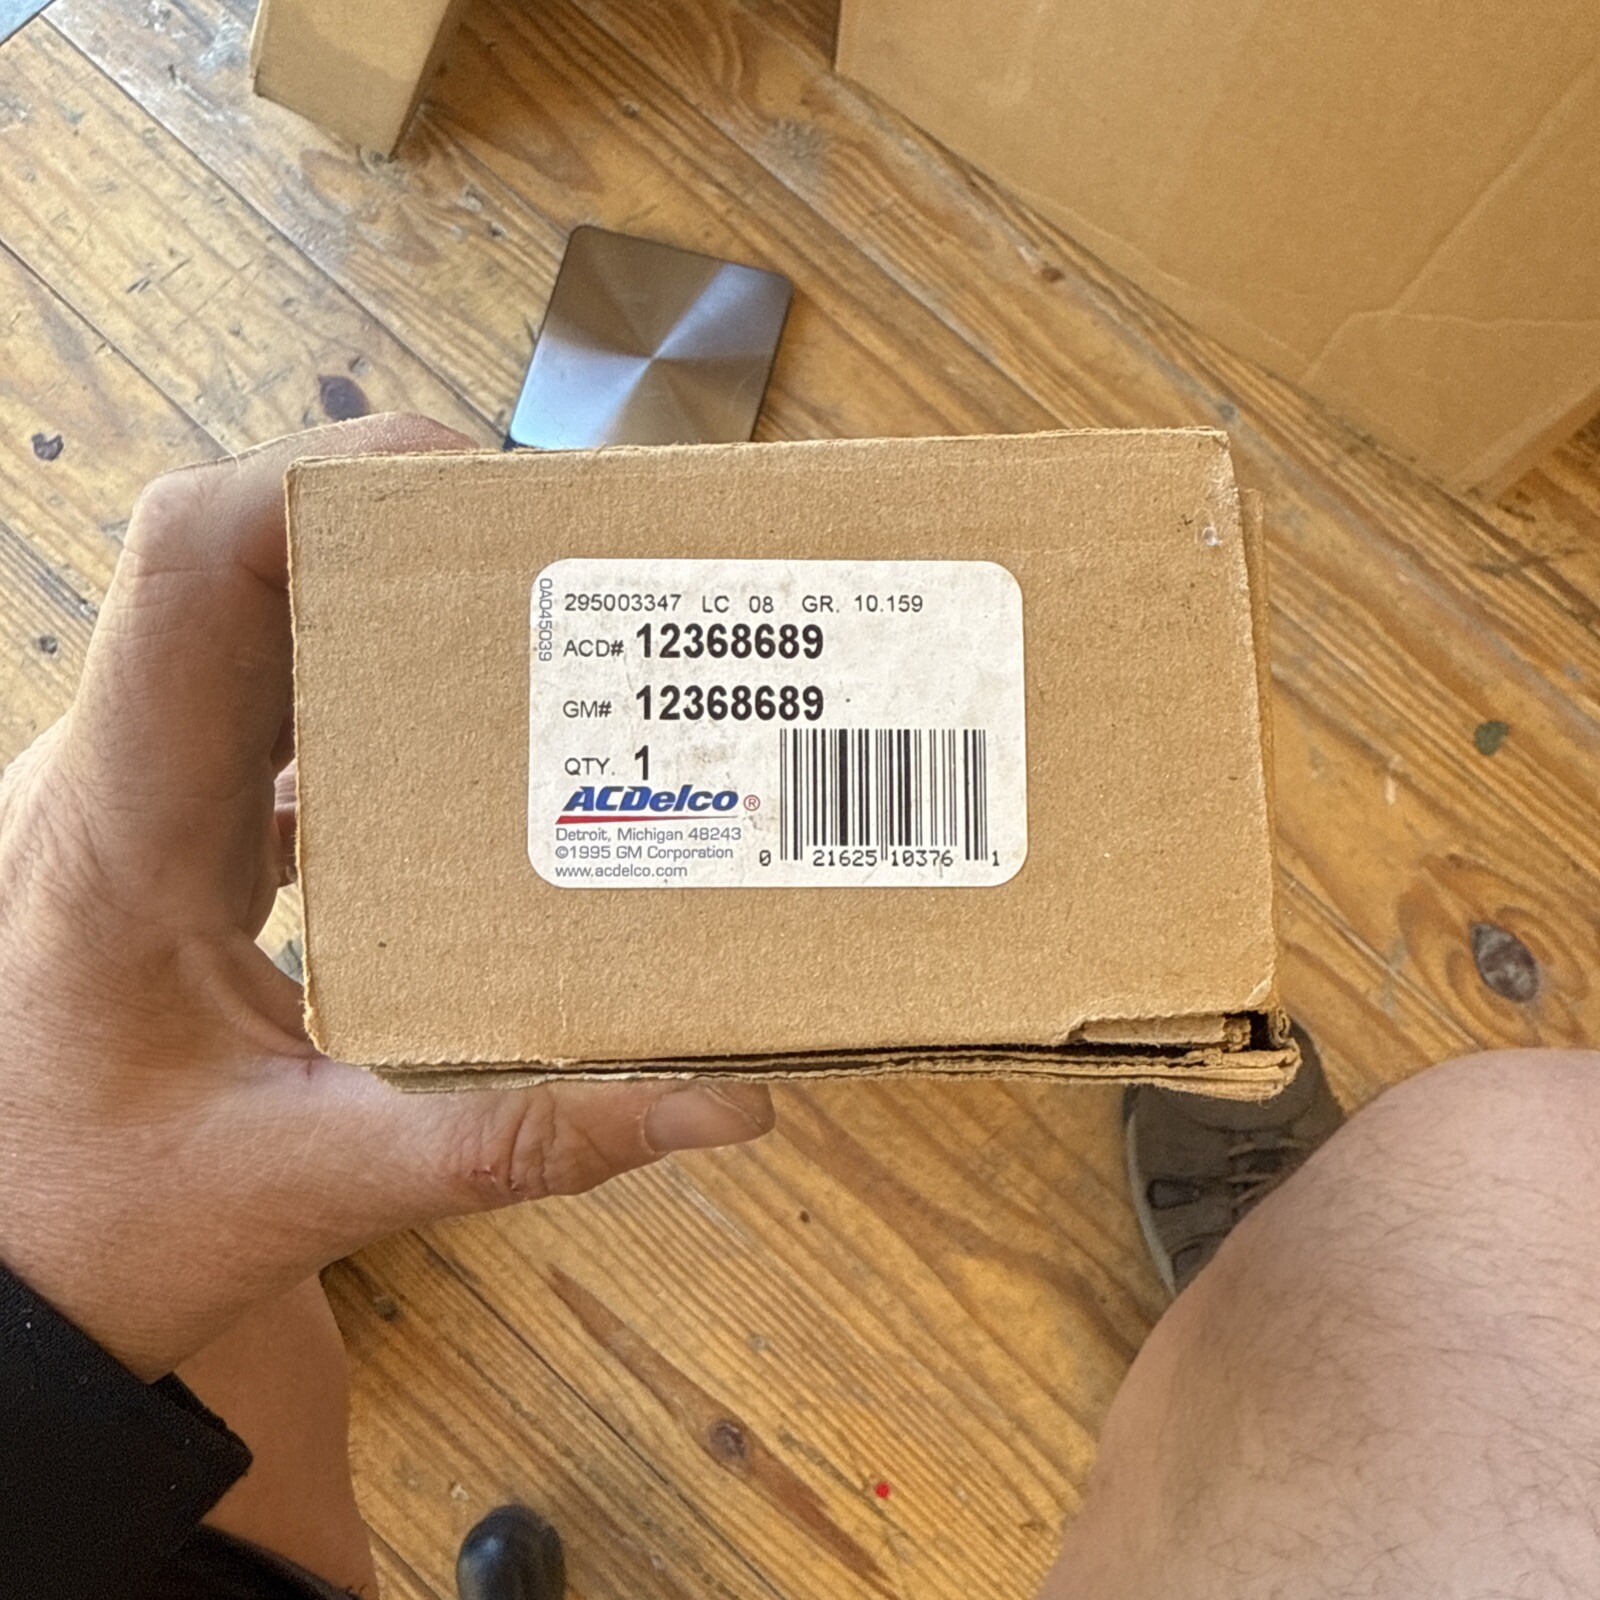 0A045039
295003347 LC 08 GR. 10.159
ACD# 12368689
GM# 12368689
QTY. 1
ACDelco®
Detroit, Michigan 48243
©1995 GM Corporation
www.acdelco.com
0 21625 10376 1